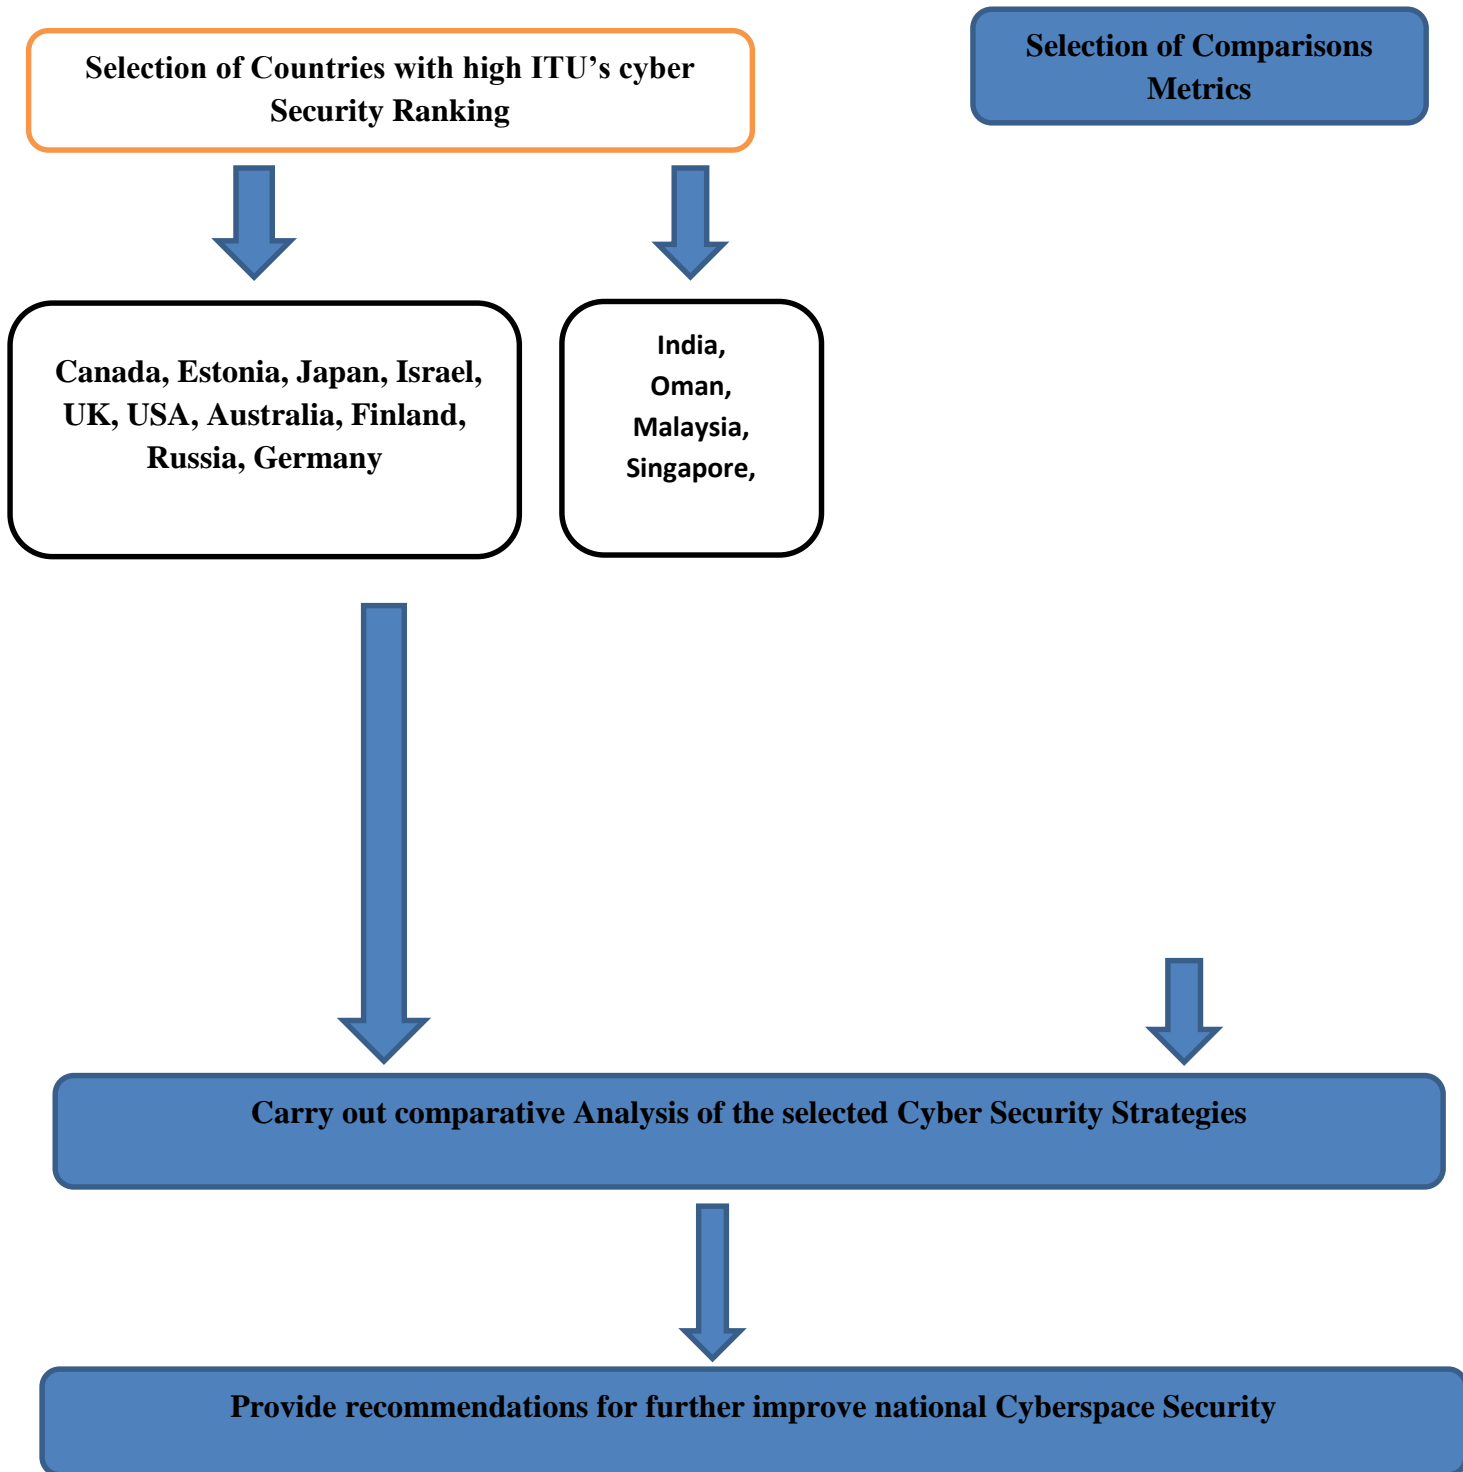 Selection of Countries with high ITU’s cyber
Security Ranking
Selection of Comparisons
Metrics
Canada, Estonia, Japan, Israel,
UK, USA, Australia, Finland,
Russia, Germany
India,
Oman,
Malaysia,
Singapore,
Carry out comparative Analysis of the selected Cyber Security Strategies
Provide recommendations for further improve national Cyberspace Security